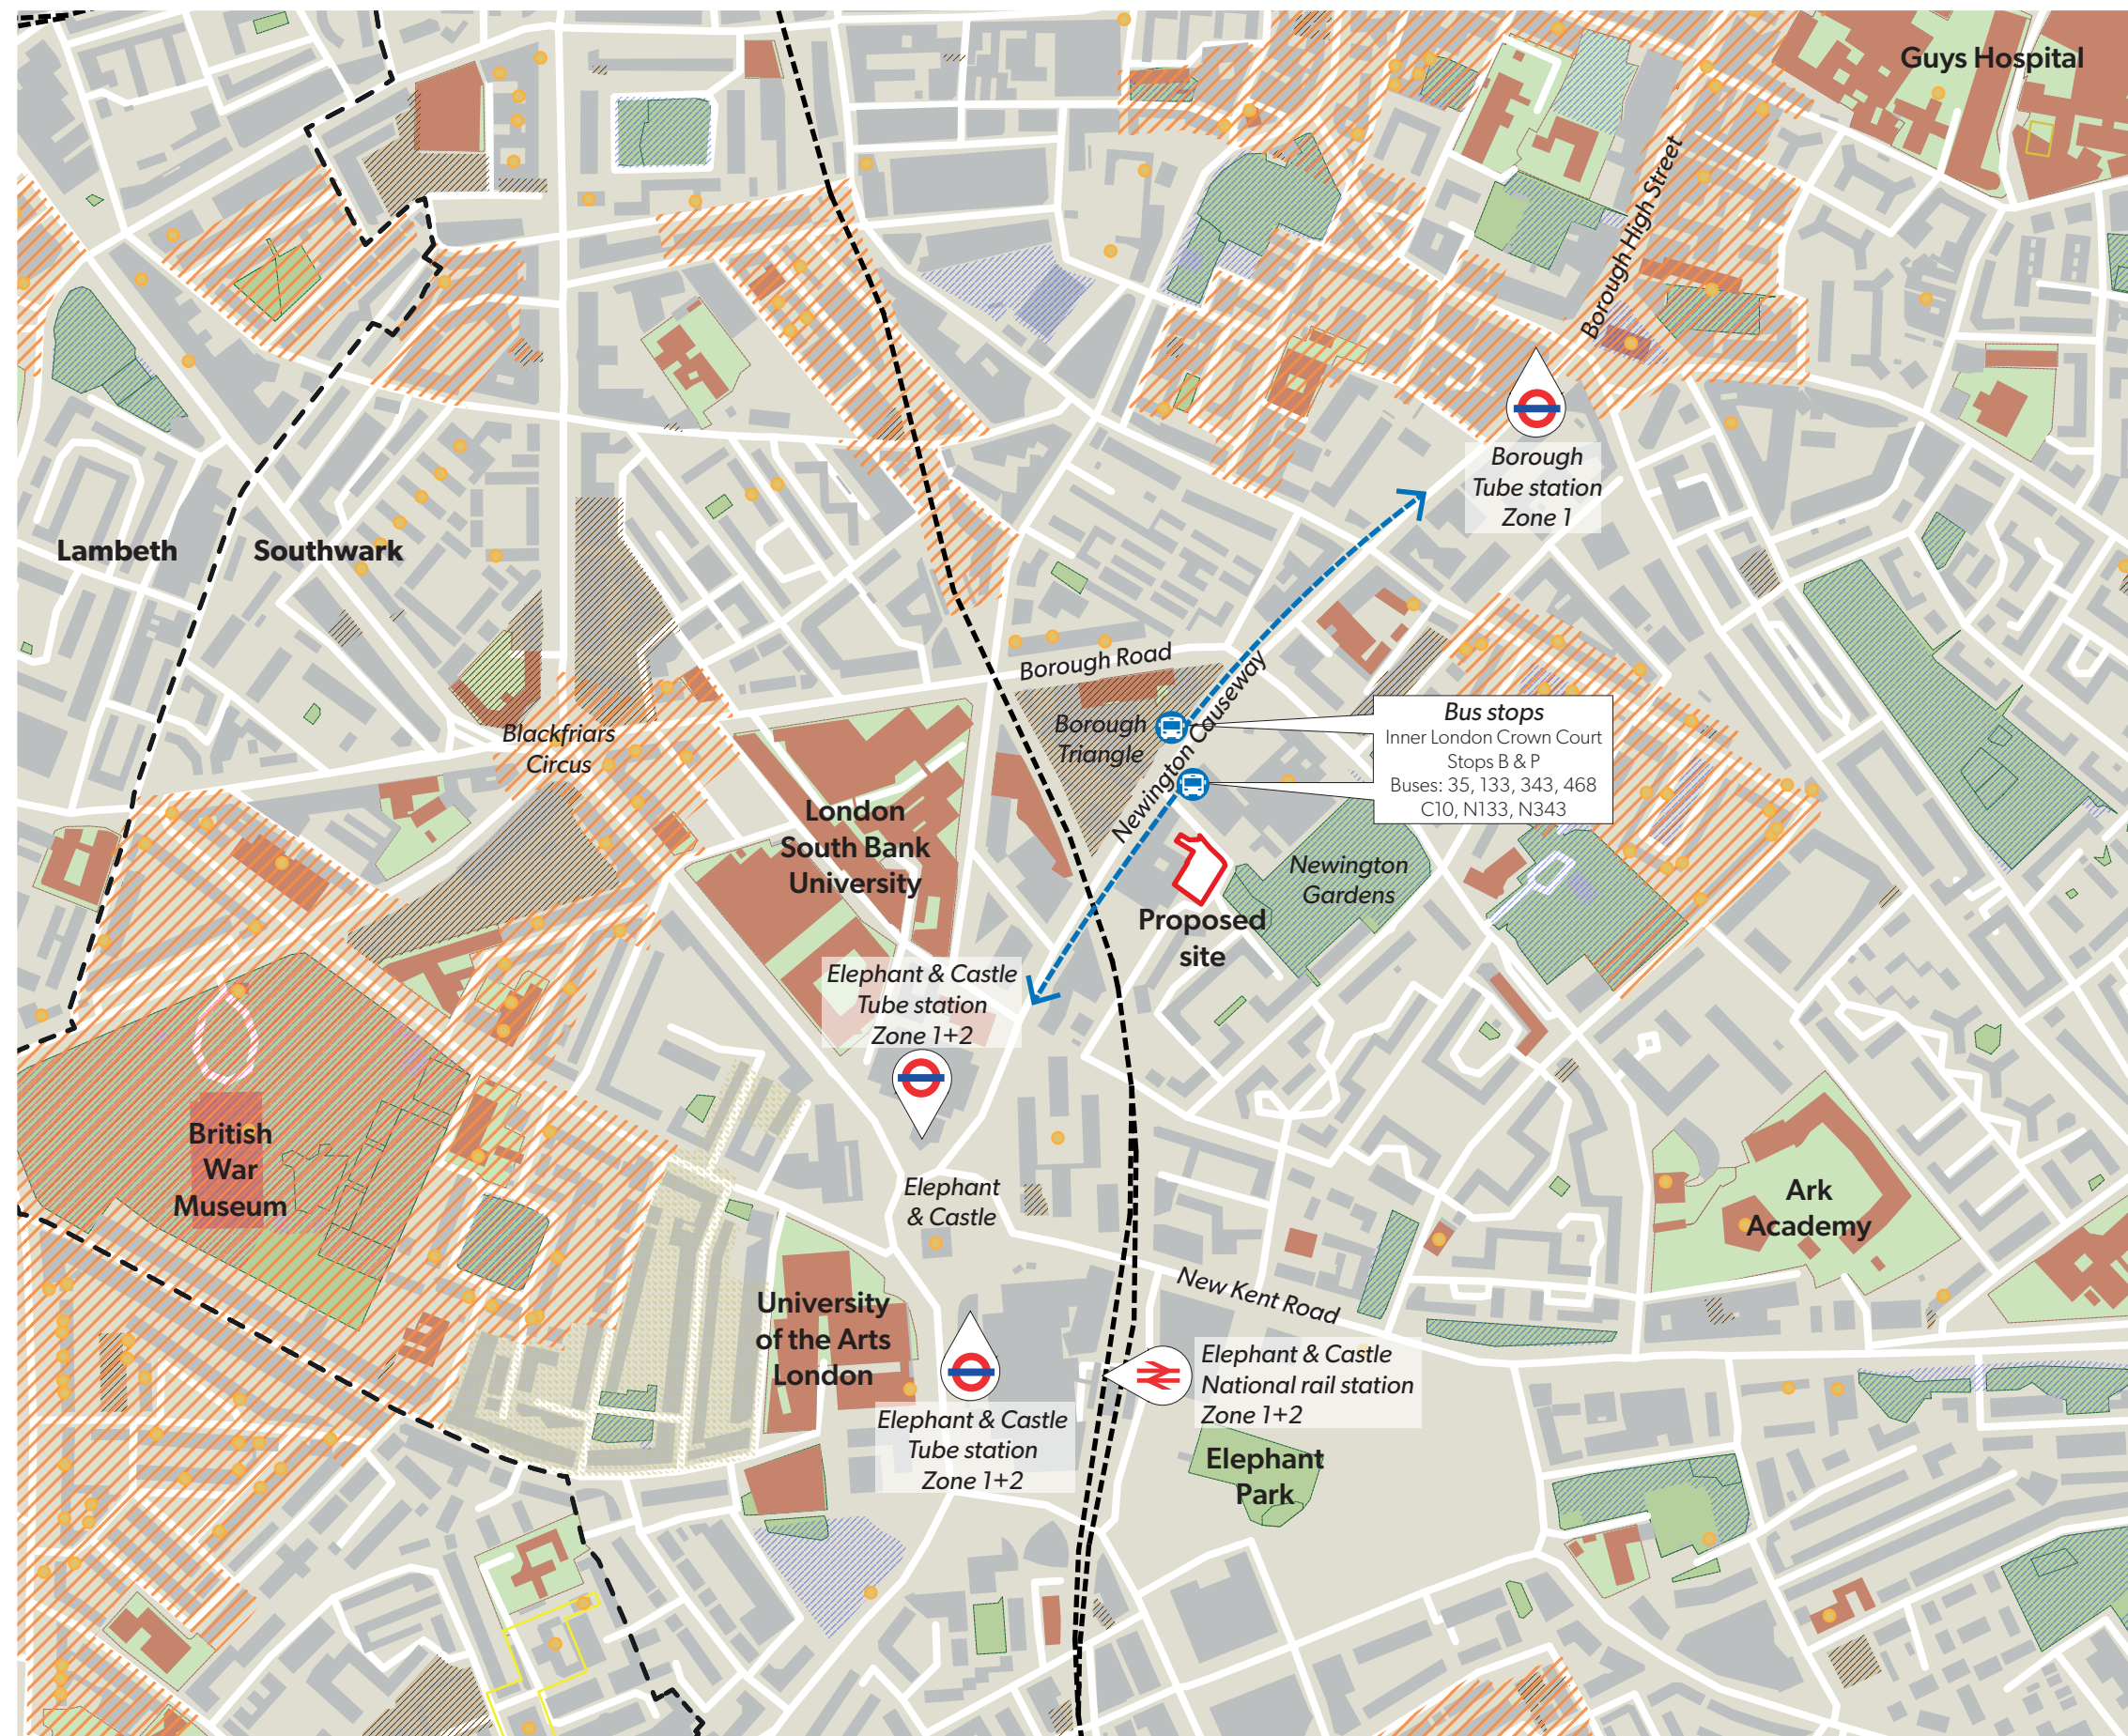 Guys Hospital
Borough High Street
Borough
Tube station
Zone 1
Lambeth
Southwark
Borough Road
Blackfriars
Circus
Borough
Triangle
Newington Causeway
Bus stops
Inner London Crown Court
Stops B & P
Buses: 35, 133, 343, 468
C10, N133, N343
London
South Bank
University
Newington
Gardens
Proposed
site
Elephant & Castle
Tube station
Zone 1+2
British
War
Museum
Elephant
& Castle
Ark
Academy
New Kent Road
University
of the Arts
London
Elephant & Castle
National rail station
Zone 1+2
Elephant & Castle
Tube station
Zone 1+2
Elephant
Park